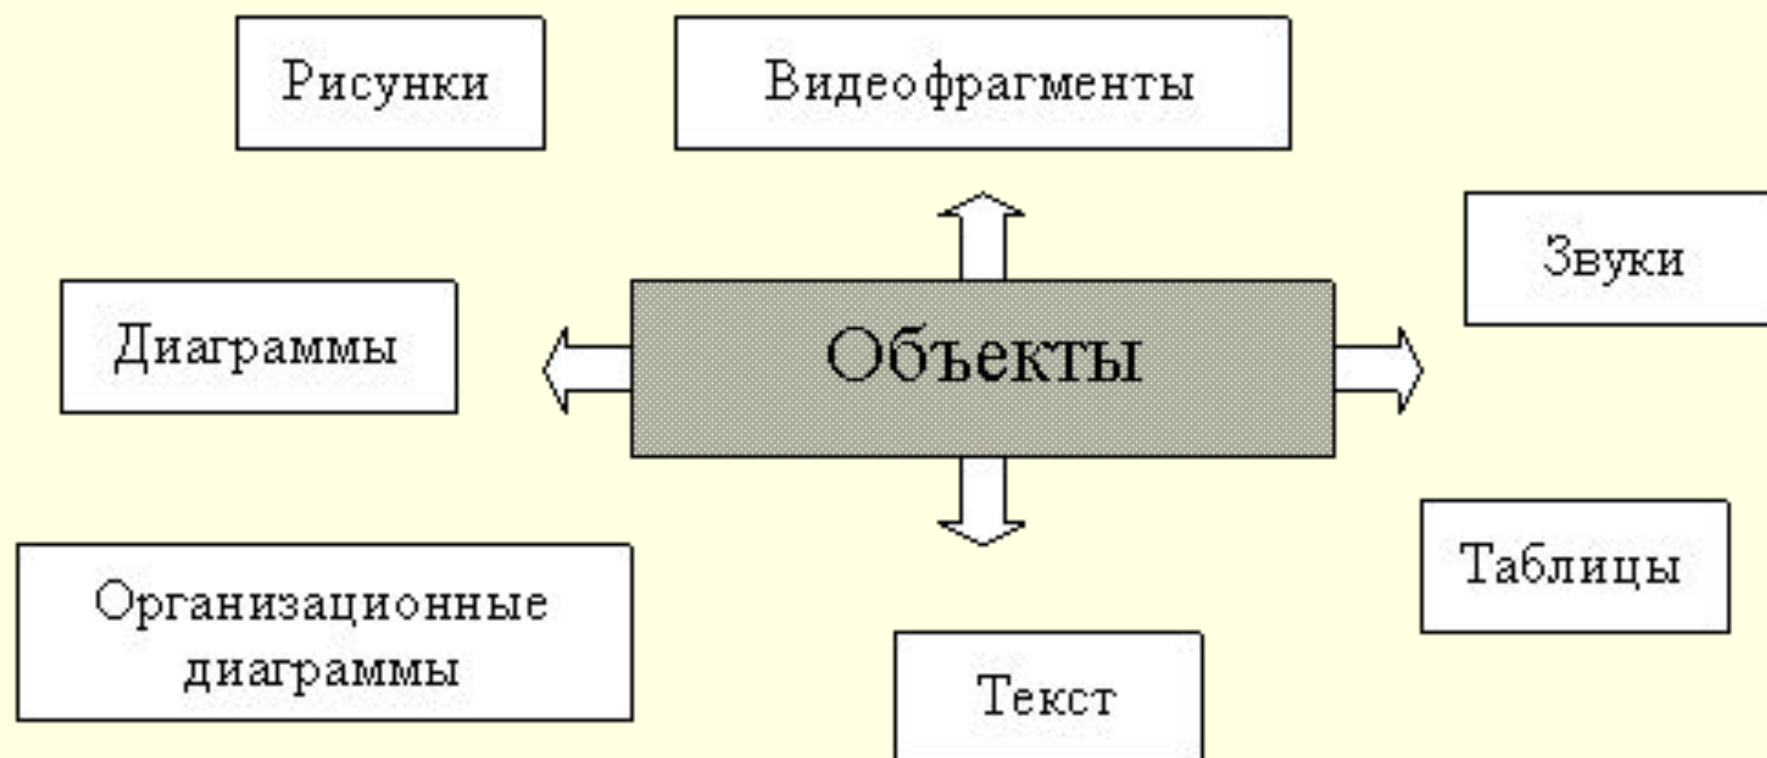 Рисунки
Видеофрагменты
Звуки
Диаграммы
Объекты
Таблицы
Организационные
диаграммы
Текст